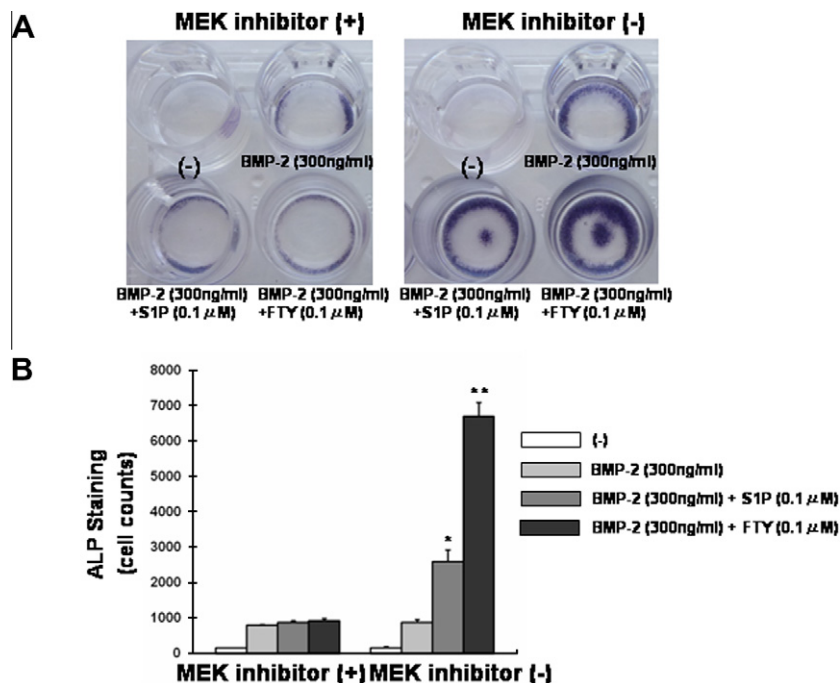 A
MEK inhibitor (+)
MEK inhibitor (-)
(-)
BMP-2 (300ng/ml)
(-)
BMP-2 (300ng/ml)
BMP-2 (300ng/ml)
+S1P (0.1 μM)
BMP-2 (300ng/ml)
+FTY (0.1 μM)
BMP-2 (300ng/ml)
+S1P (0.1 μM)
BMP-2 (300ng/ml)
+FTY (0.1 μM)
B
ALP Staining
(cell counts)
8000
7000
6000
5000
4000
3000
2000
1000
0
*
**
MEK inhibitor (+)
MEK inhibitor (-)
(-)
BMP-2 (300ng/ml)
BMP-2 (300ng/ml) + S1P (0.1 μM)
BMP-2 (300ng/ml) + FTY (0.1 μM)